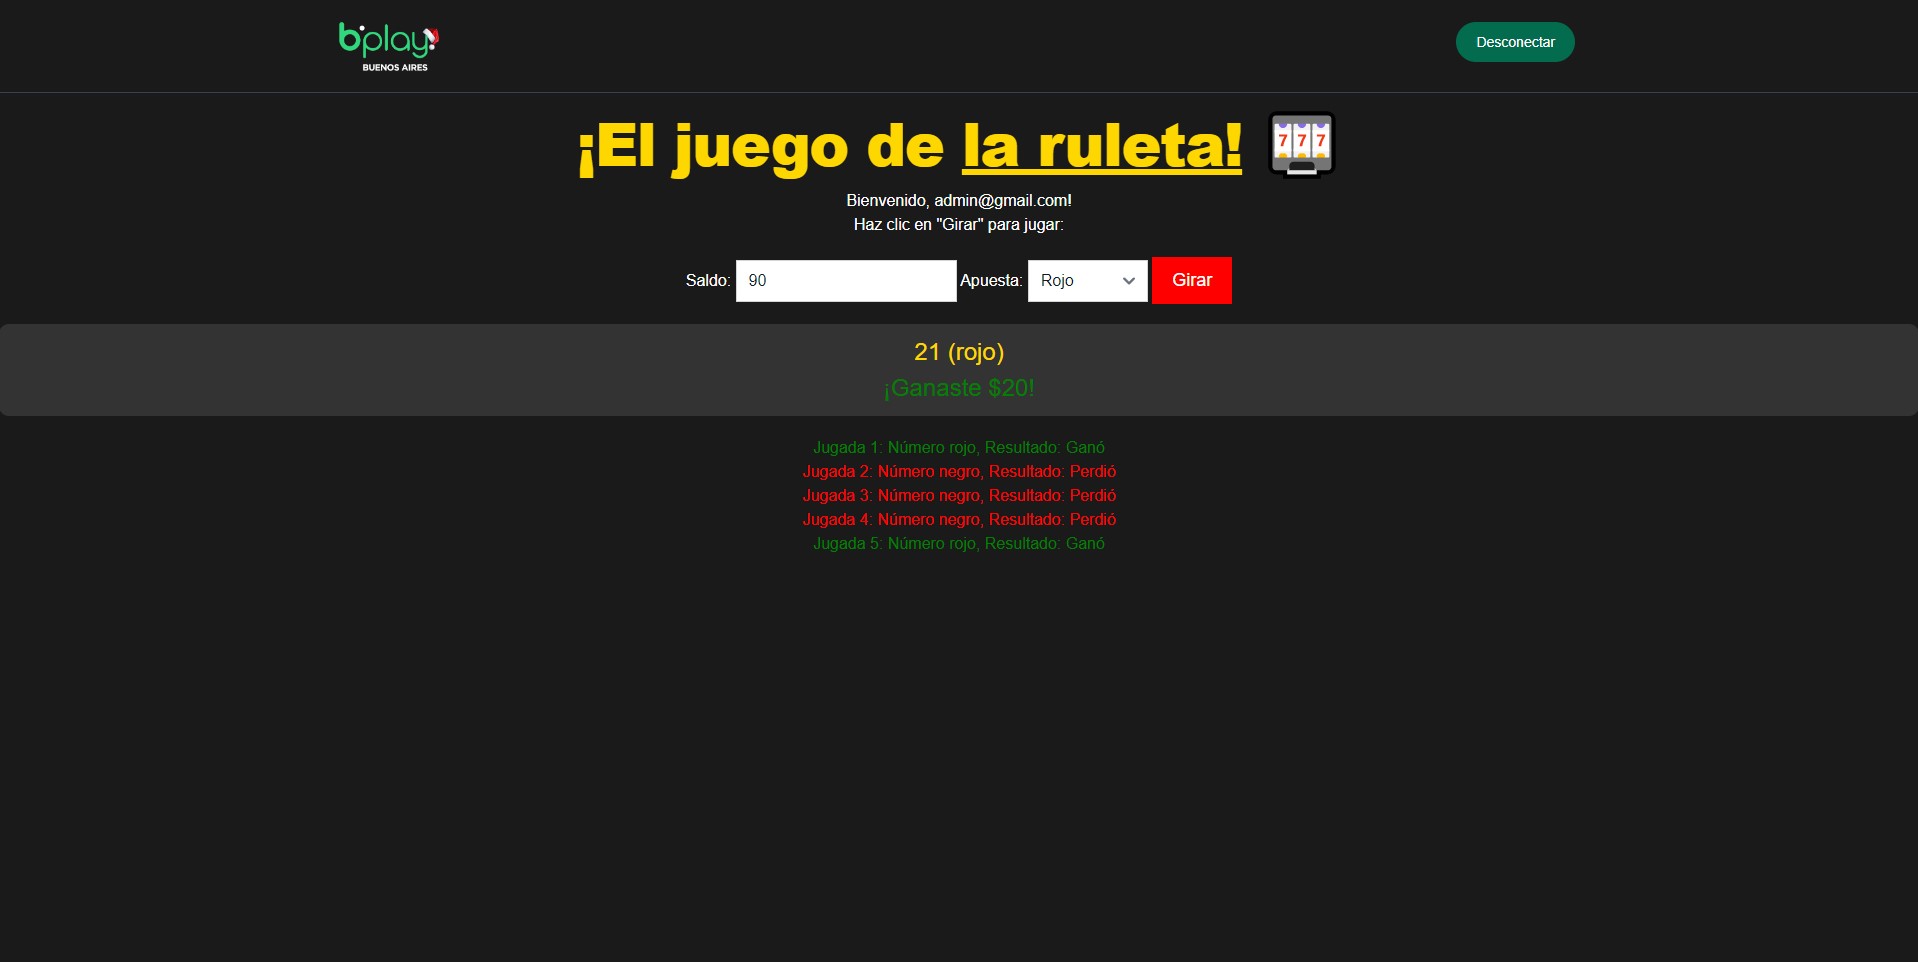 bplay!
BUENOS AIRES
Desconectar
¡El juego de la ruleta! 777
Bienvenido, admin@gmail.com!
Haz clic en "Girar" para jugar:
Saldo: 90 Apuesta: Rojo Girar
21 (rojo)
¡Ganaste $20!
Jugada 1: Número rojo, Resultado: Ganó
Jugada 2: Número negro, Resultado: Perdió
Jugada 3: Número negro, Resultado: Perdió
Jugada 4: Número negro, Resultado: Perdió
Jugada 5: Número rojo, Resultado: Ganó